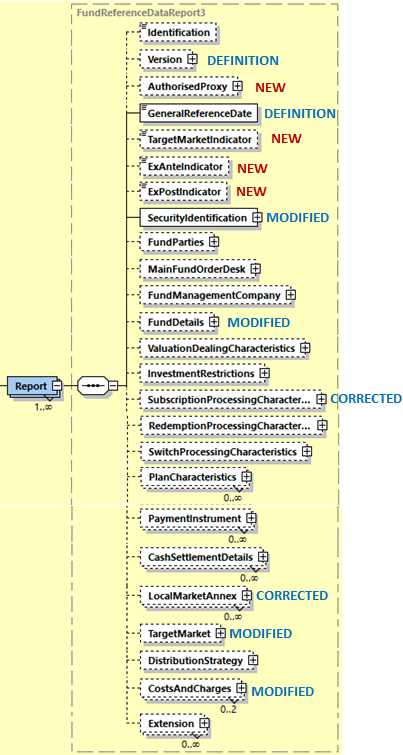 FundReferenceDataReport3
Identification
Version DEFINITION
AuthorisedProxy NEW
GeneralReferenceDate DEFINITION
TargetMarketIndicator NEW
ExAnteIndicator NEW
ExPostIndicator NEW
SecurityIdentification MODIFIED
FundParties
MainFundOrderDesk
FundManagementCompany
FundDetails MODIFIED
ValuationDealingCharacteristics
InvestmentRestrictions
Report
SubscriptionProcessingCharacter... CORRECTED
1..∞
RedemptionProcessingCharacter...
SwitchProcessingCharacteristics
PlanCharacteristics
0..∞
PaymentInstrument
0..∞
CashSettlementDetails
0..∞
LocalMarketAnnex CORRECTED
0..∞
TargetMarket MODIFIED
DistributionStrategy
CostsAndCharges MODIFIED
0..2
Extension
0..∞